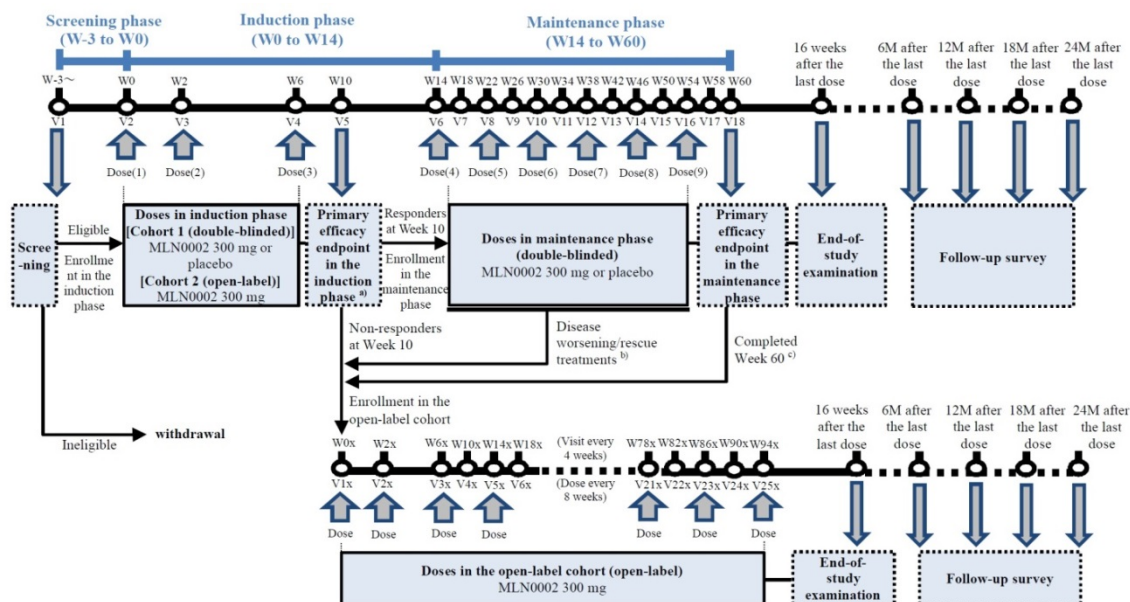 Screening phase
(W-3 to W0)
Induction phase
(W0 to W14)
Maintenance phase
(W14 to W60)
16 weeks
after the
last dose
6M after
the last
dose
12M after
the last
dose
18M after
the last
dose
24M after
the last
dose
W-3～ W0 W2 W6 W10 W14 W18 W22 W26 W30 W34 W38 W42 W46 W50 W54 W58 W60
V1 V2 V3 V4 V5 V6 V7 V8 V9 V10 V11 V12 V13 V14 V15 V16 V17 V18
Dose(1) Dose(2) Dose(3) Dose(4) Dose(5) Dose(6) Dose(7) Dose(8) Dose(9)
Scree
-ning
Eligible
Enrollme
nt in the
induction
phase
Doses in induction phase
[Cohort 1 (double-blinded)]
MLN0002 300 mg or
placebo
[Cohort 2 (open-label)]
MLN0002 300 mg
Primary
efficacy
endpoint
in the
induction
phase a)
Responders
at Week 10
Enrollment
in the
maintenance
phase
Doses in maintenance phase
(double-blinded)
MLN0002 300 mg or placebo
Primary
efficacy
endpoint
in the
maintenance
phase
End-of-
study
examination
Follow-up survey
Non-responders
at Week 10
Disease
worsening/rescue
treatments b)
Completed
Week 60 c)
Enrollment in the
open-label cohort
Ineligible
withdrawal
16 weeks
after the
last dose
6M after
the last
dose
12M after
the last
dose
18M after
the last
dose
24M after
the last
dose
W0x W2x W6x W10x W14x W18x
(Visit every
4 weeks)
W78x W82x W86x W90x W94x
V1x V2x V3x V4x V5x V6x
(Dose every
8 weeks)
V21x V22x V23x V24x V25x
Dose Dose Dose Dose Dose Dose Dose
Doses in the open-label cohort (open-label)
MLN0002 300 mg
End-of-
study
examination
Follow-up survey